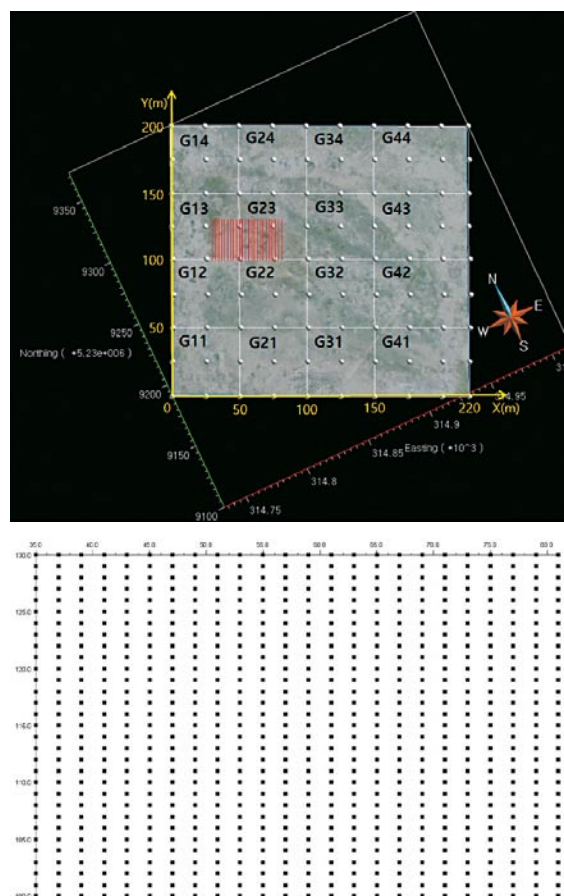 Y(m)
200 G14 G24 G34 G44
150
G13 G23 G33 G43
9350
9300 100
G12 G22 G32 G42
N
E
9250
W
50
S
G11 G21 G31 G41
Northing ( *5,23e+006 )
9200
0 50 100 150 220 X(m)
314.95
314.9
9150
314.85 Easting ( *10^3 )
314.8
314.75
9100
35.0 40.0 45.0 50.0 55.0 60.0 65.0 70.0 75.0 80.0
130.0
125.0
120.0
115.0
110.0
105.0